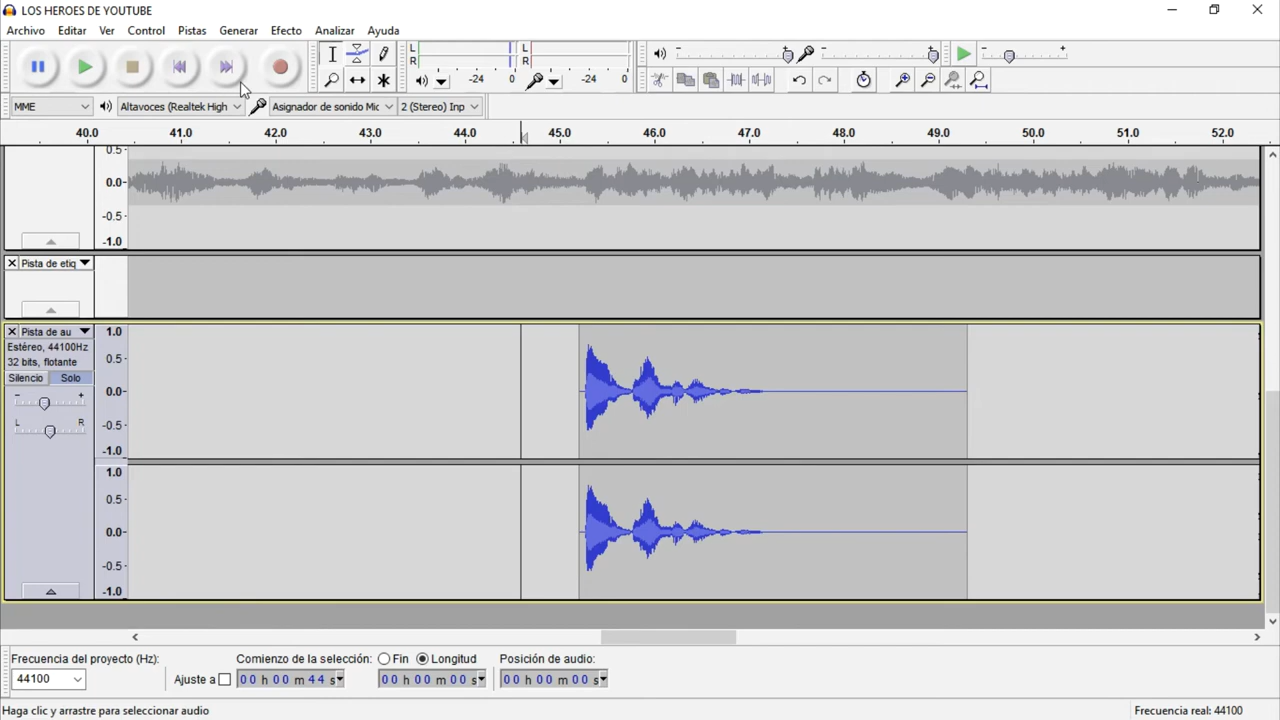 LOS HEROES DE YOUTUBE
Archivo Editar Ver Control Pistas Generar Efecto Analizar Ayuda
L
R
-24 0
L
R
-24 0
MME Altavoces (Realtek High Asignador de sonido Mic 2 (Stereo) Inp
40.0 41.0 42.0 43.0 44.0 45.0 46.0 47.0 48.0 49.0 50.0 51.0 52.0
0.5
0.0
-0.5
-1.0
Pista de etiq
Pista de au
Estéreo, 44100Hz
32 bits, flotante
Silencio Solo
- +
L R
1.0
0.5
0.0
-0.5
-1.0
1.0
0.5
0.0
-0.5
-1.0
Frecuencia del proyecto (Hz): Comienzo de la selección: Fin Longitud Posición de audio:
44100 Ajuste a 00 h 00 m 44 s 00 h 00 m 00 s 00 h 00 m 00 s
Haga clic y arrastre para seleccionar audio Frecuencia real: 44100